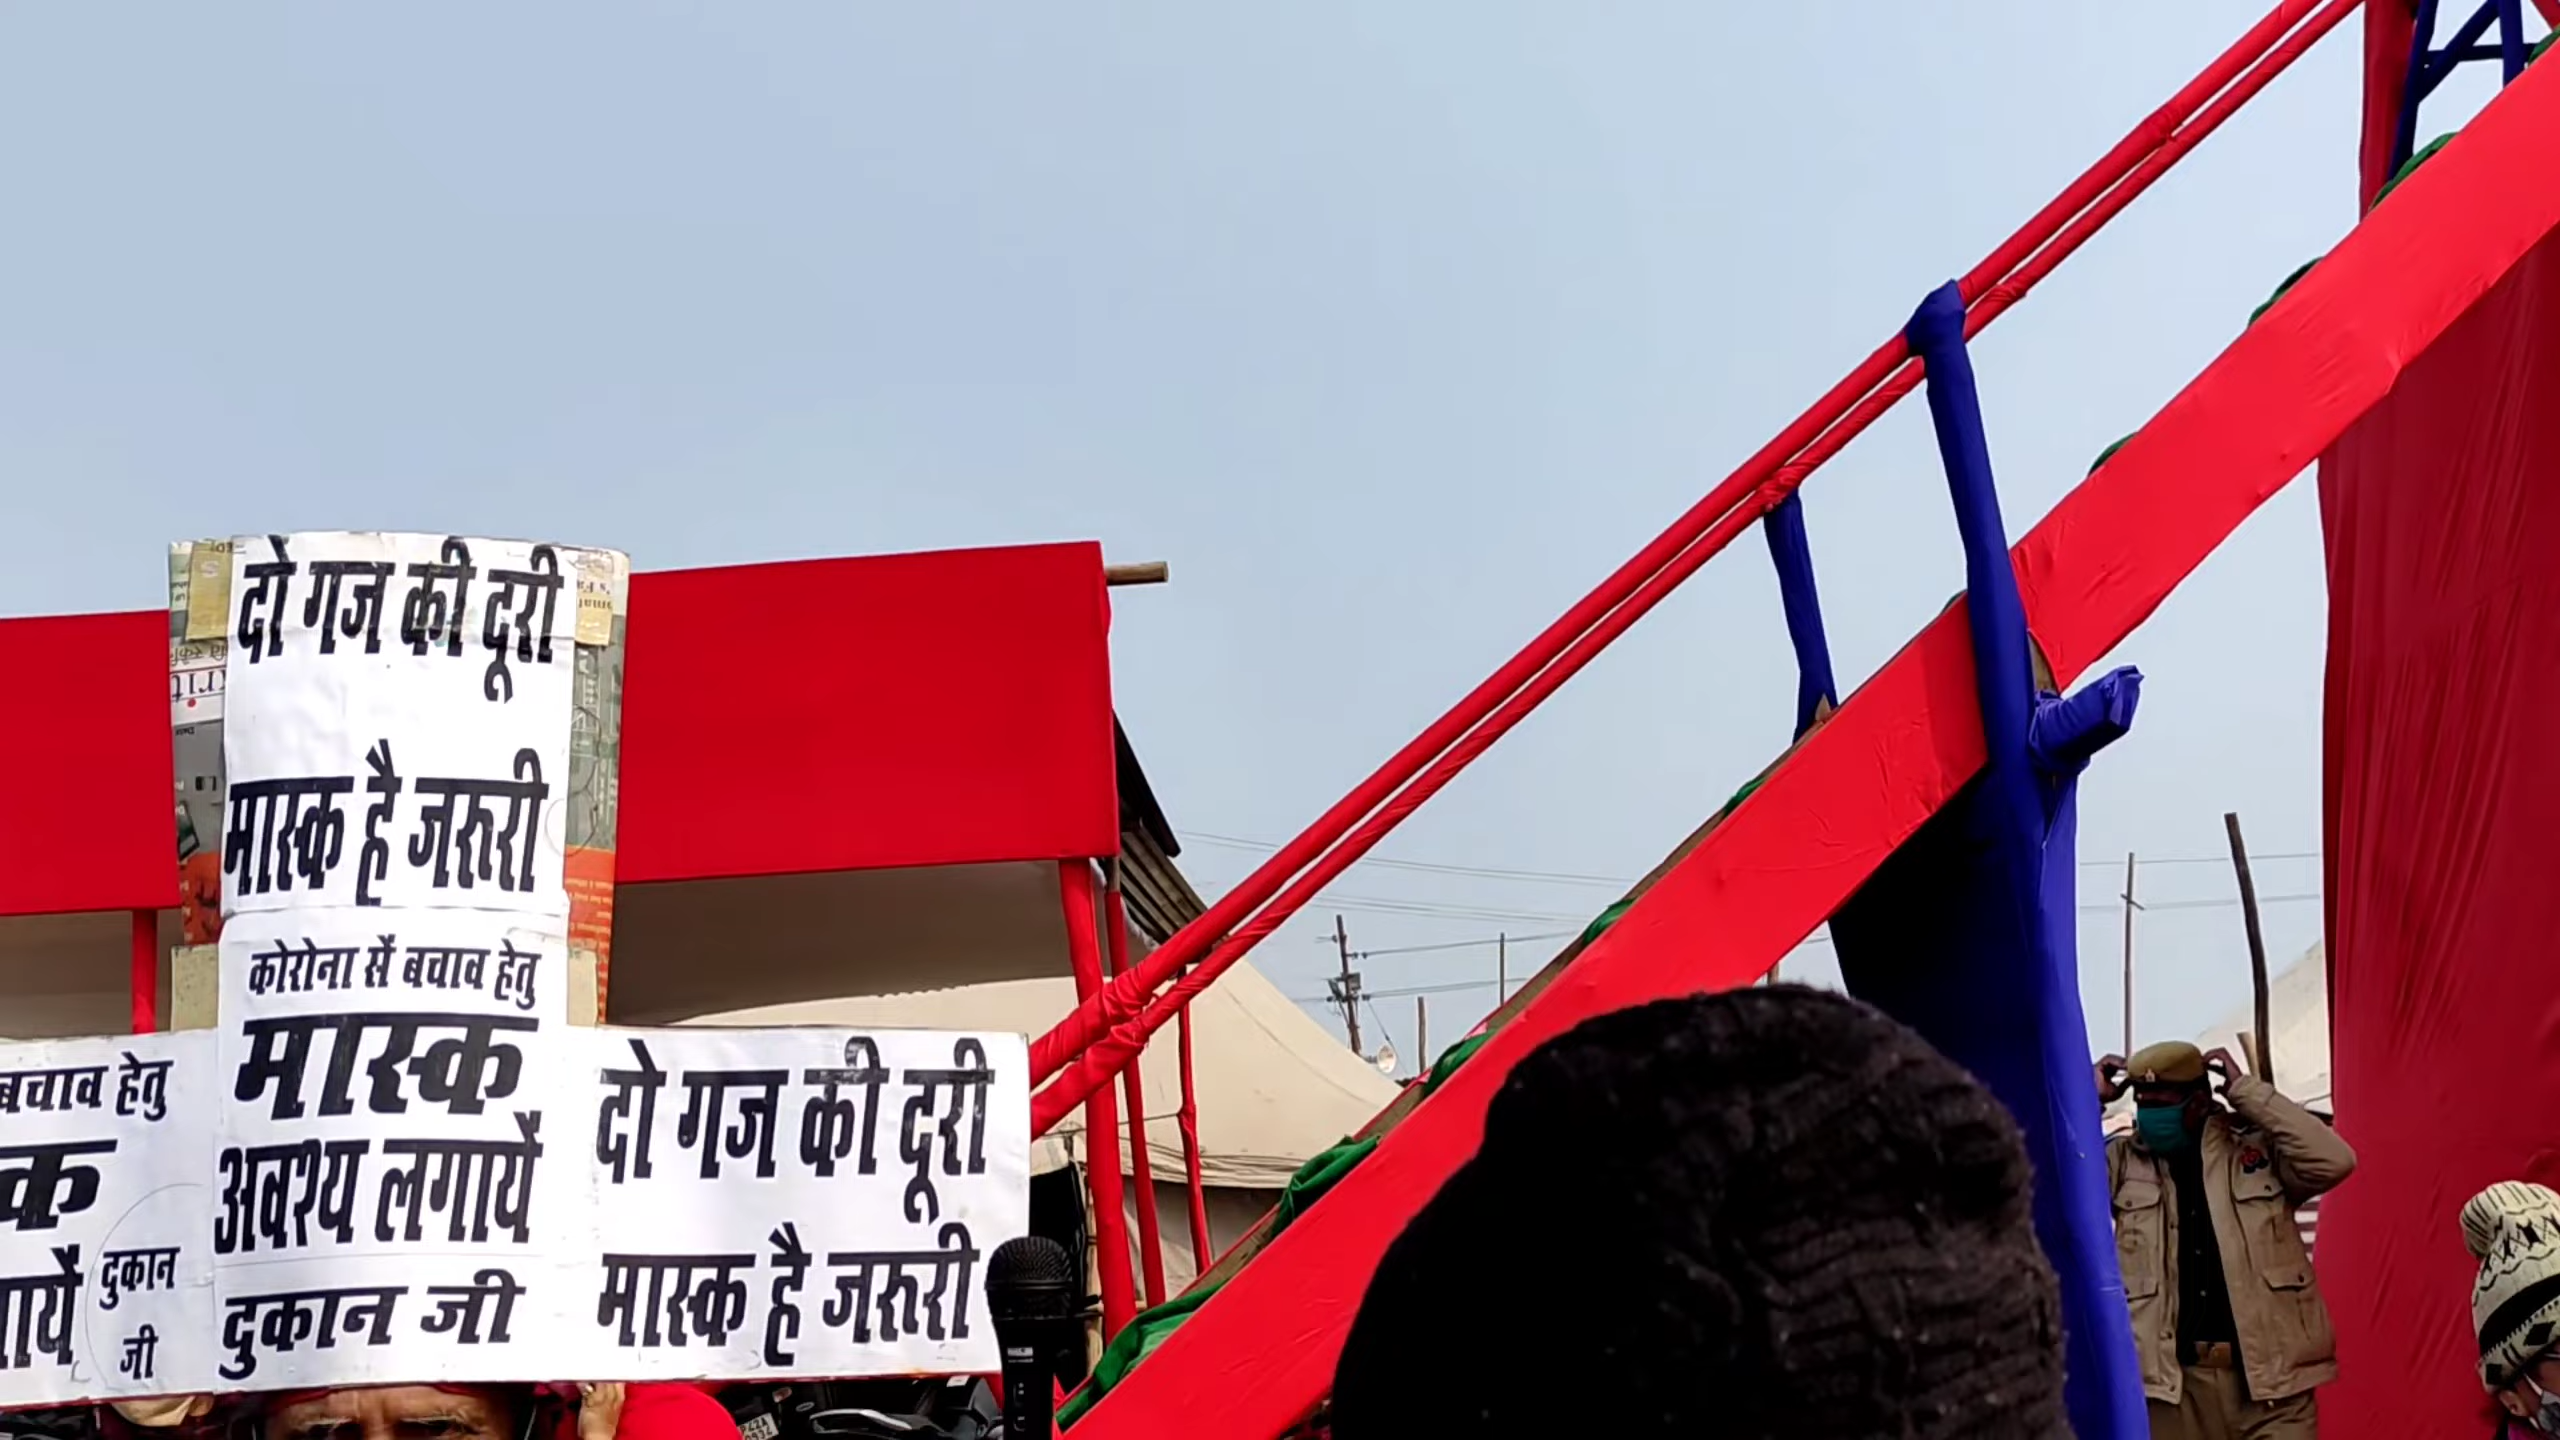 दो गज की दूरी
मास्क है जरूरी
कोरोना सें बचाव हेतु
मास्क
अवश्य लगायें
दुकान जी
बचाव हेतु
दुकान
जी
दो गज की दूरी
मास्क है जरूरी